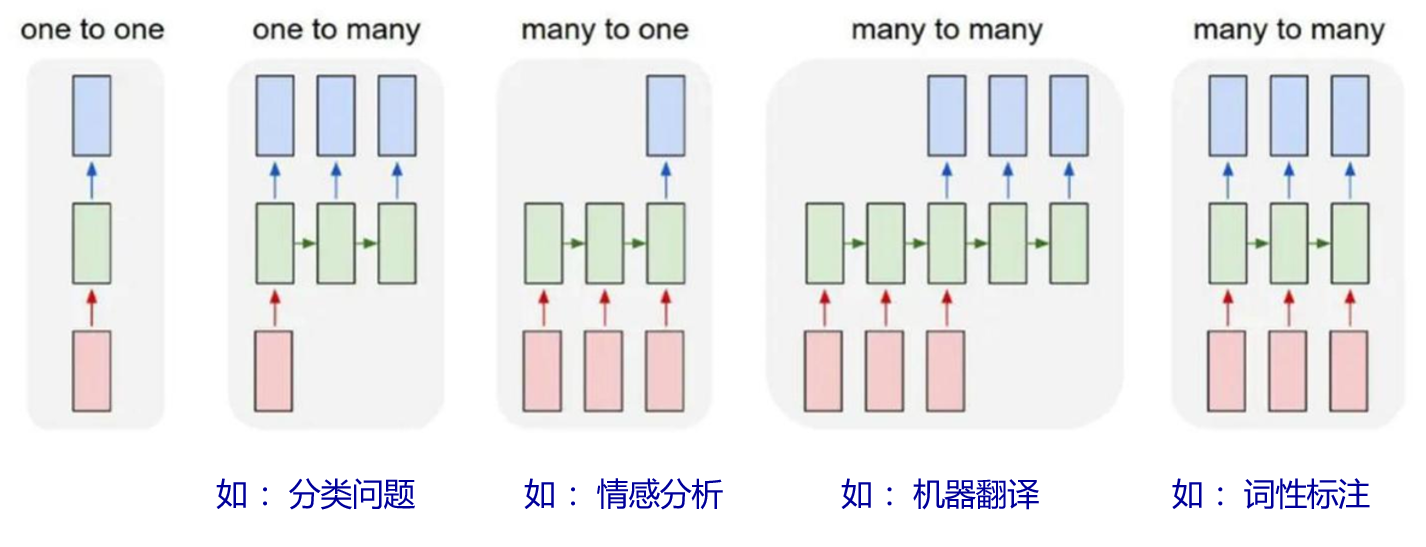 one to one
one to many
many to one
many to many
many to many
如： 分类问题
如： 情感分析
如： 机器翻译
如： 词性标注